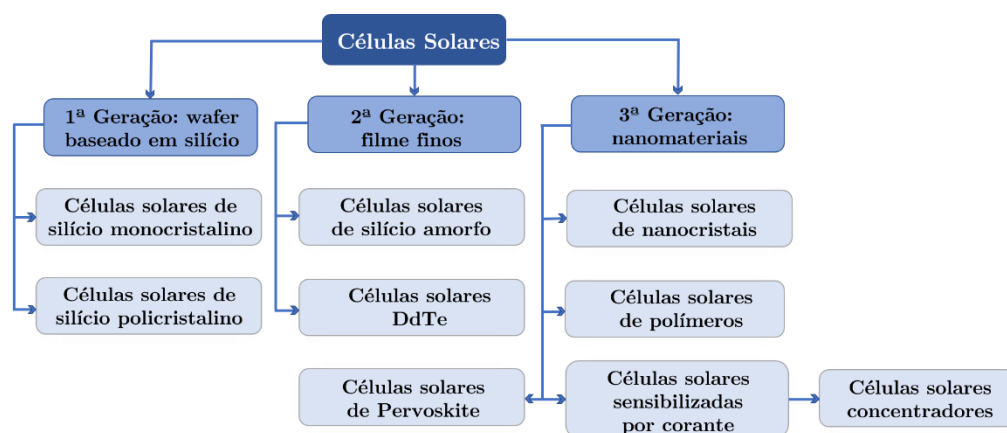 Células Solares
1ª Geração: wafer
baseado em silício
2ª Geração:
filme finos
3ª Geração:
nanomateriais
Células solares de
silício monocristalino
Células solares
de silício amorfo
Células solares
de nanocristais
Células solares de
silício policristalino
Células solares
DdTe
Células solares
de polímeros
Células solares
de Pervoskite
Células solares
sensibilizadas
por corante
Células solares
concentradores